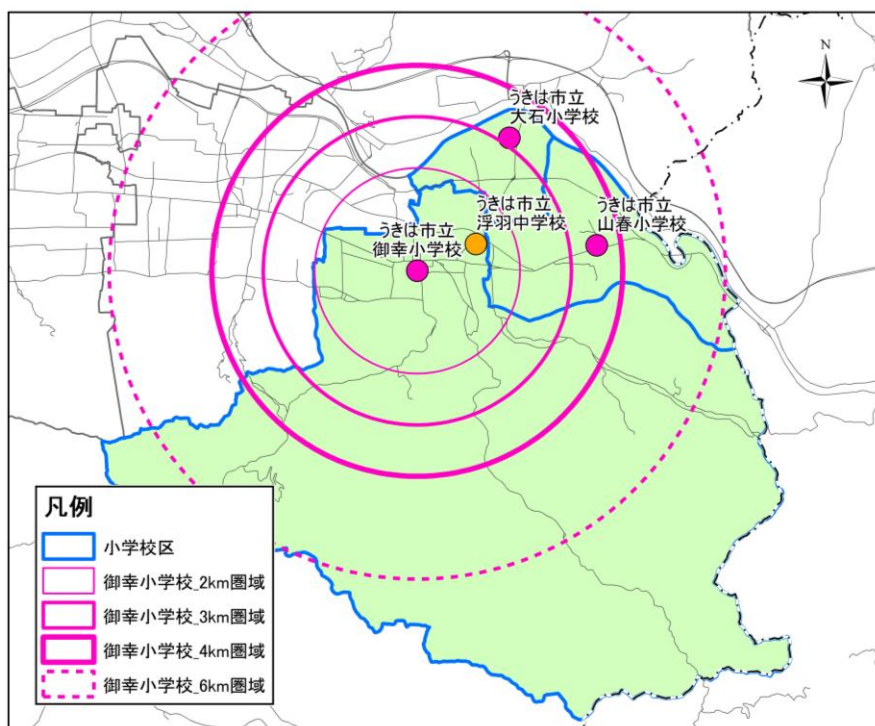 N
うきは市立
大石小学校
うきは市立
浮羽中学校
うきは市立
山春小学校
うきは市立
御幸小学校
凡例
小学校区
御幸小学校_2km圏域
御幸小学校_3km圏域
御幸小学校_4km圏域
御幸小学校_6km圏域